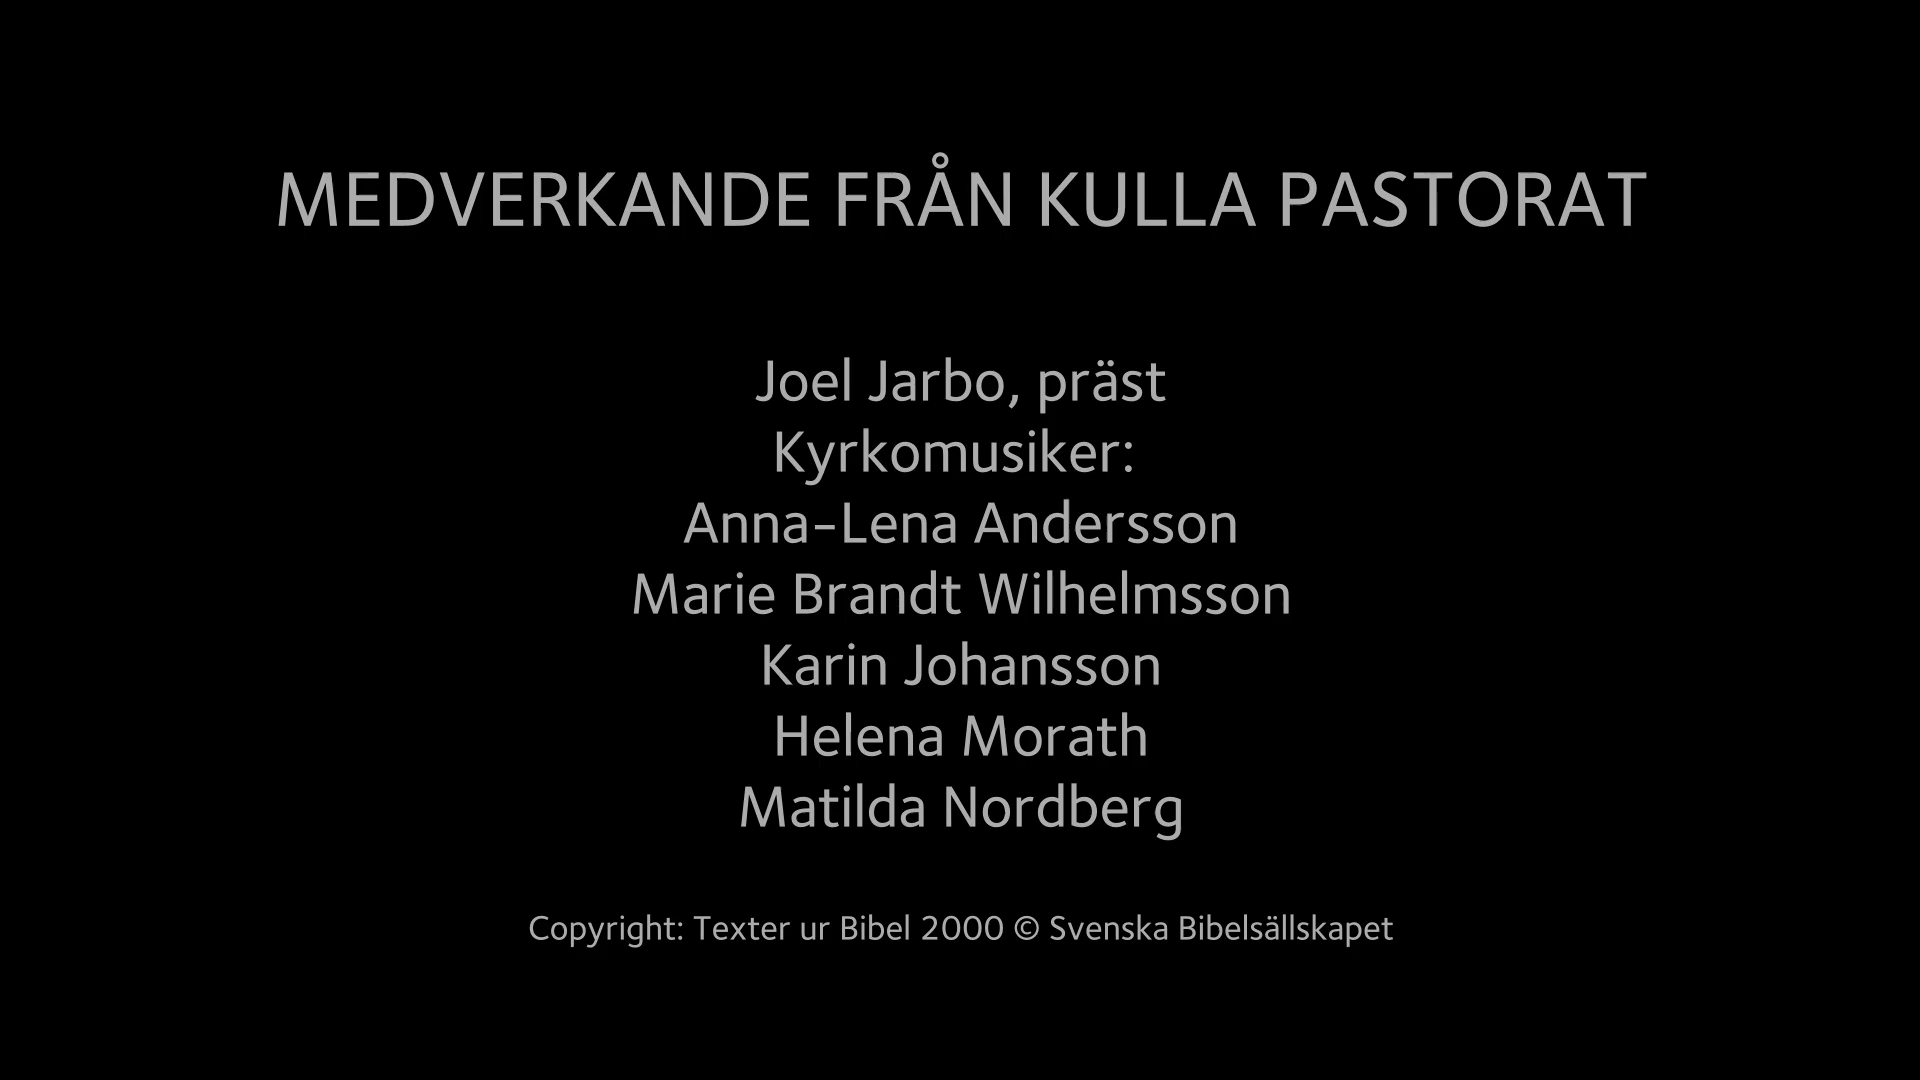 MEDVERKANDE FRÅN KULLA PASTORAT
Joel Jarbo, präst
Kyrkomusiker:
Anna-Lena Andersson
Marie Brandt Wilhelmsson
Karin Johansson
Helena Morath
Matilda Nordberg
Copyright: Texter ur Bibel 2000 © Svenska Bibelsällskapet